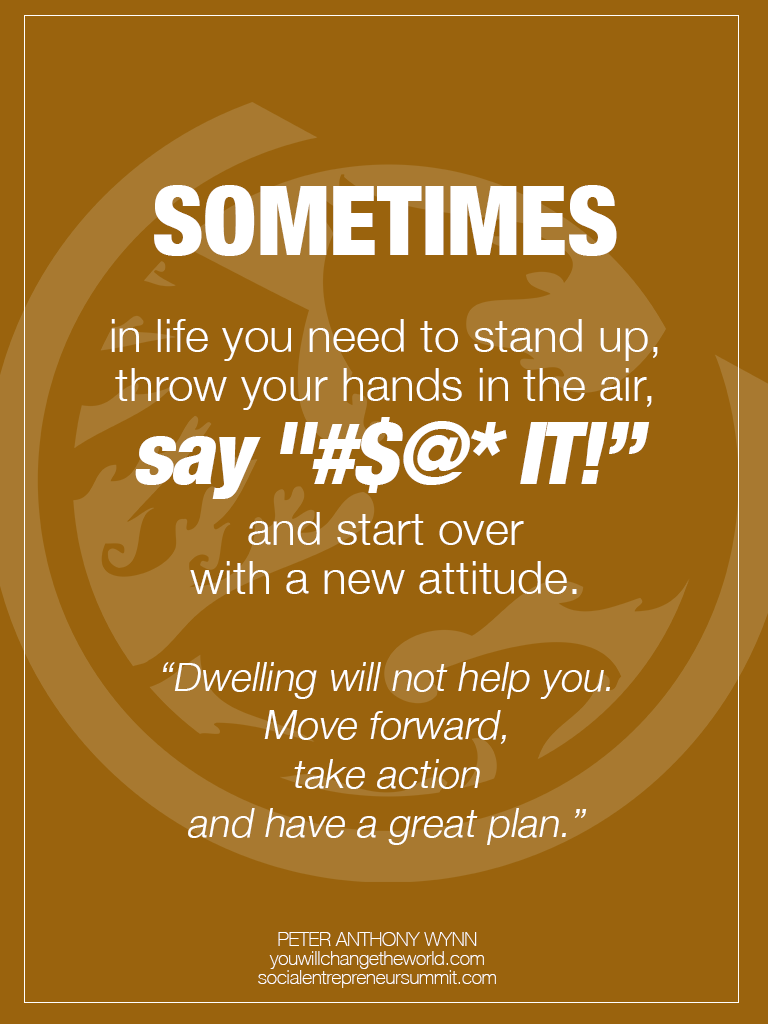 SOMETIMES
in life you need to stand up,
throw your hands in the air,
say "#$@* IT!”
and start over
with a new attitude.
“Dwelling will not help you.
Move forward,
take action
and have a great plan.”
PETER ANTHONY WYNN
youwillchangetheworld.com
socialentrepreneursummit.com